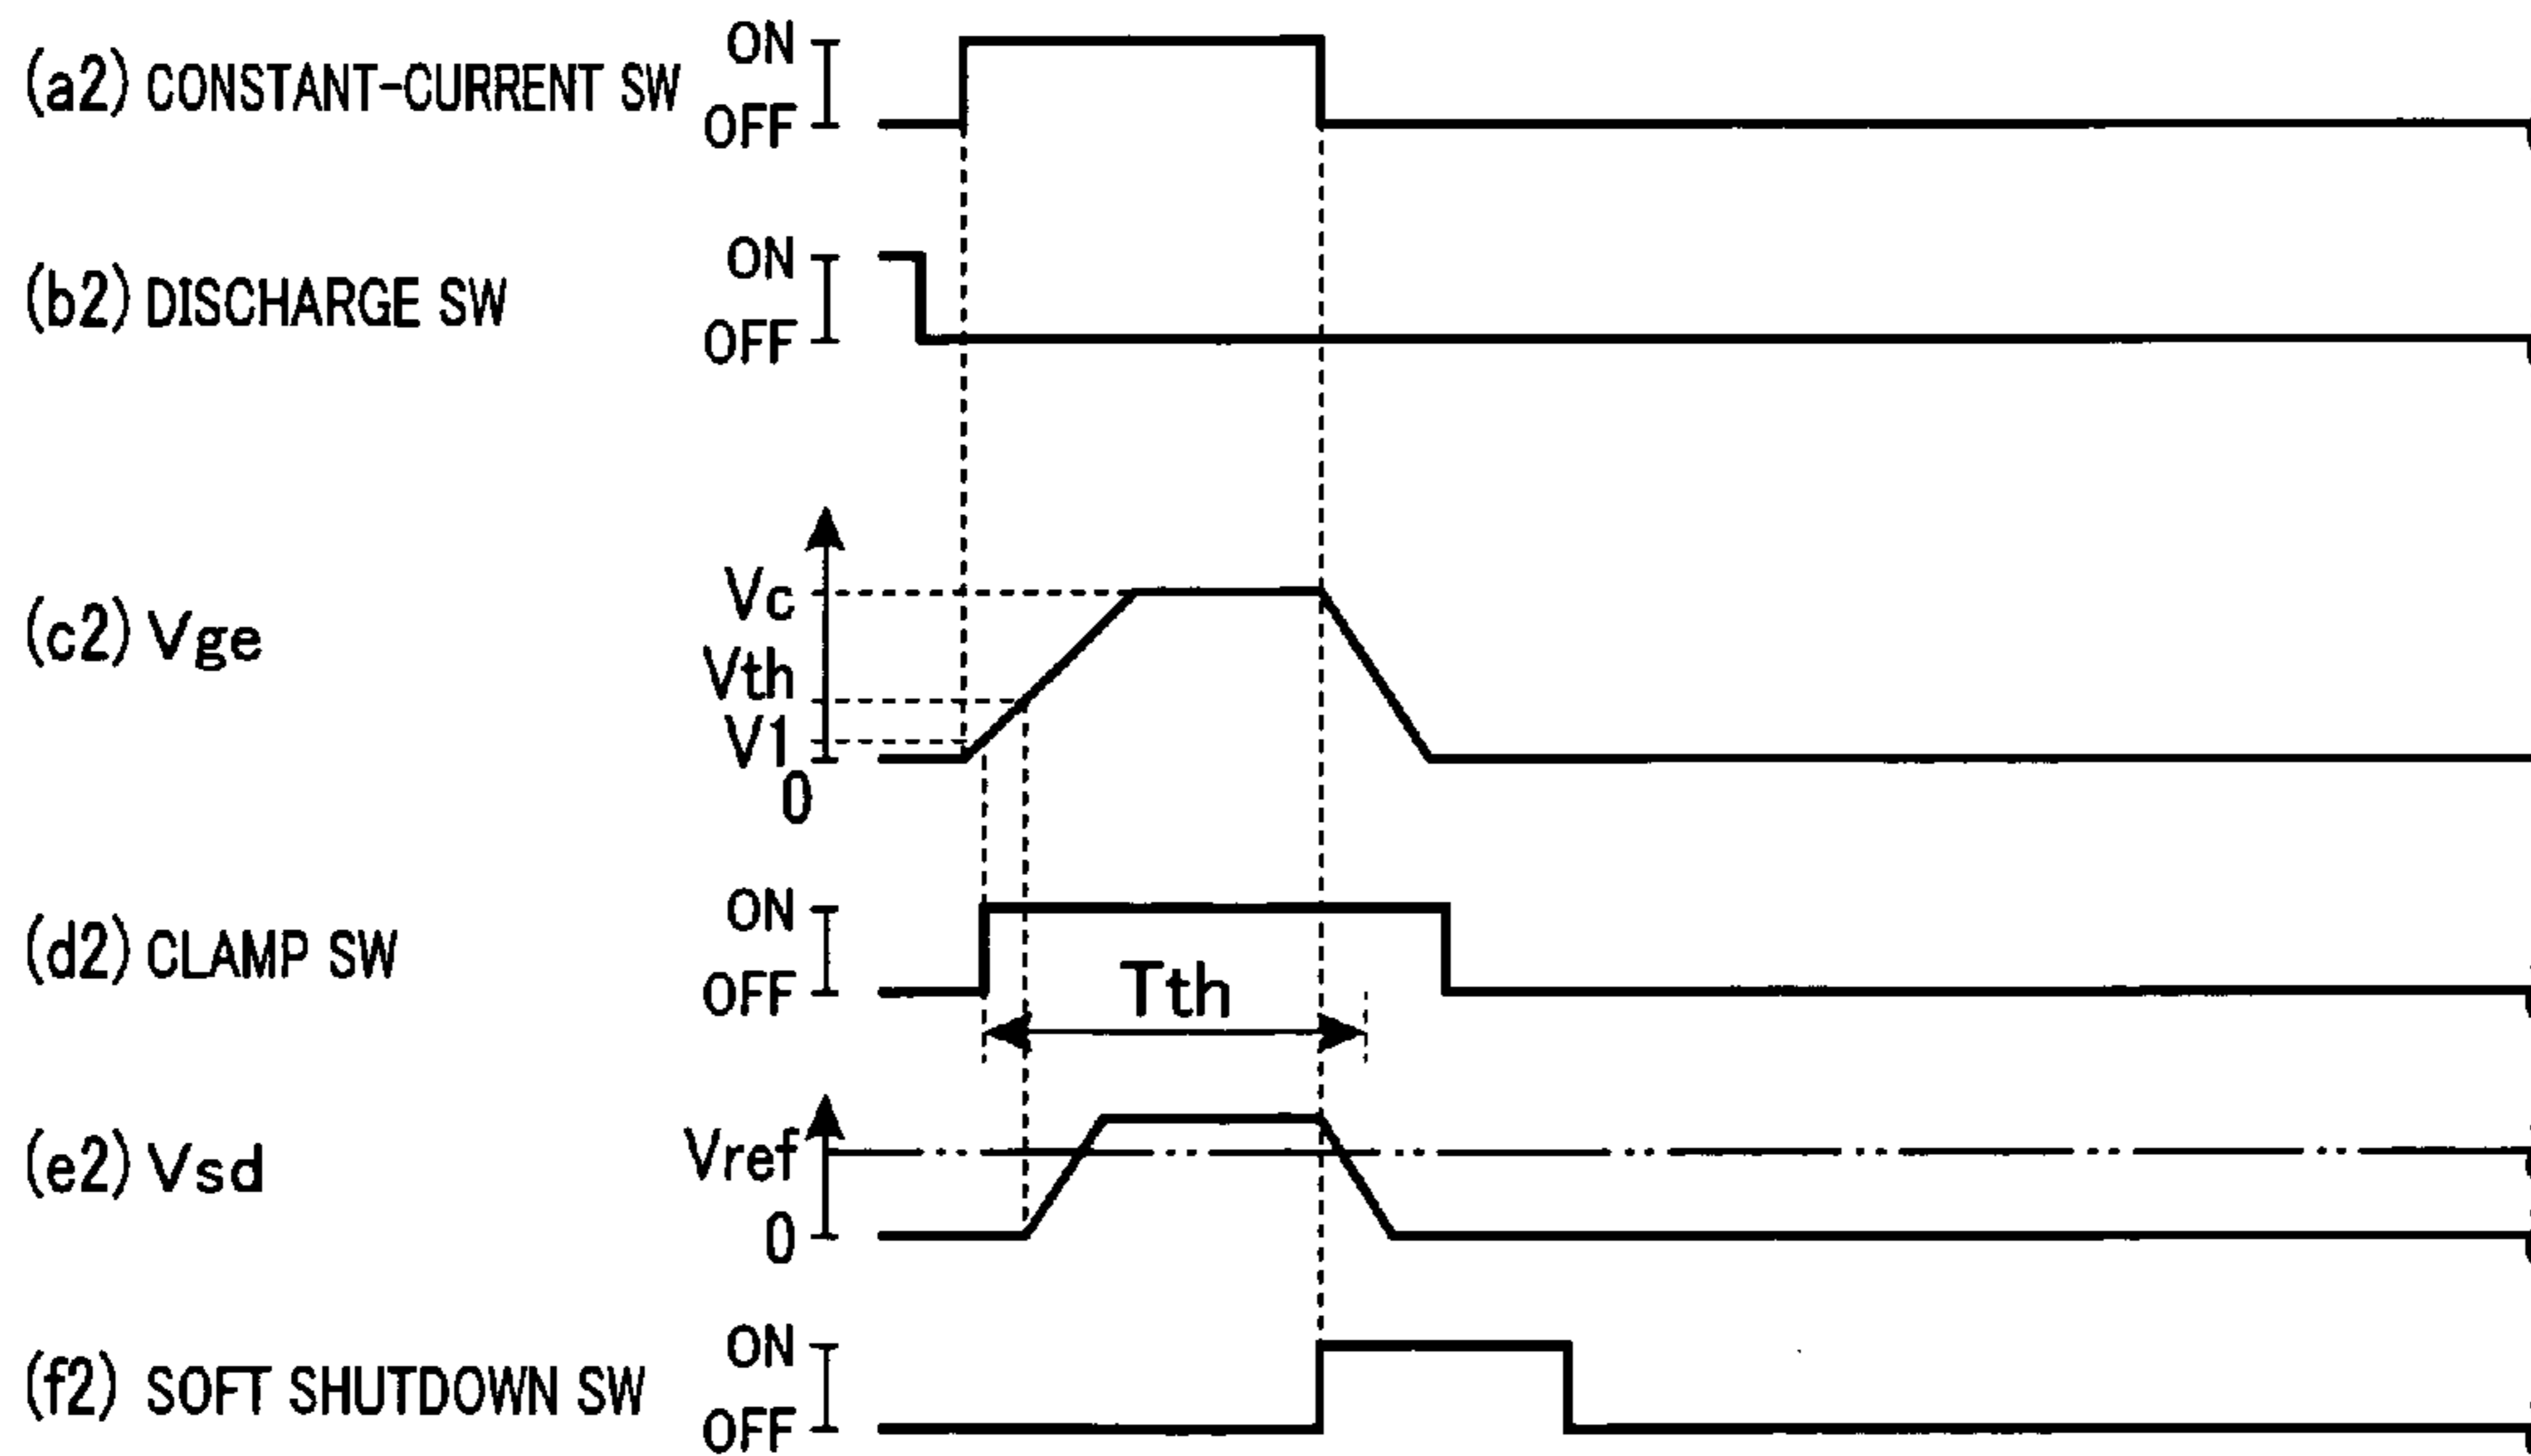 ON
(a2) CONSTANT-CURRENT SW
OFF
ON
(b2) DISCHARGE SW
OFF
Vc
(c2) Vge
Vth
V1
0
ON
(d2) CLAMP SW
OFF
Tth
Vref
(e2) Vsd
0
ON
(f2) SOFT SHUTDOWN SW
OFF